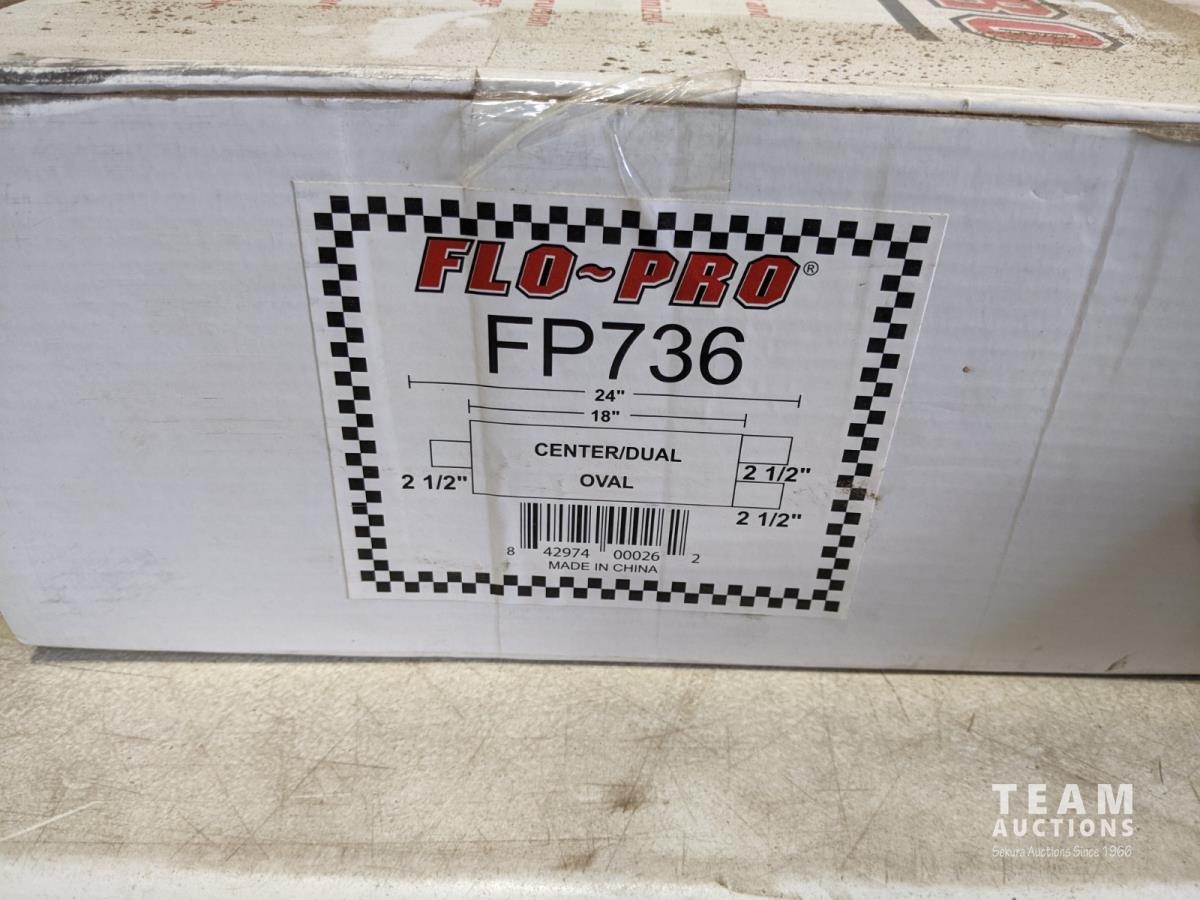 FLO~PRO®
FP736
24"
18"
CENTER/DUAL
OVAL
2 1/2"
2 1/2"
2 1/2"
8 42974 00026 2
MADE IN CHINA
TEAM
AUCTIONS
Sekura Auctions Since 1966